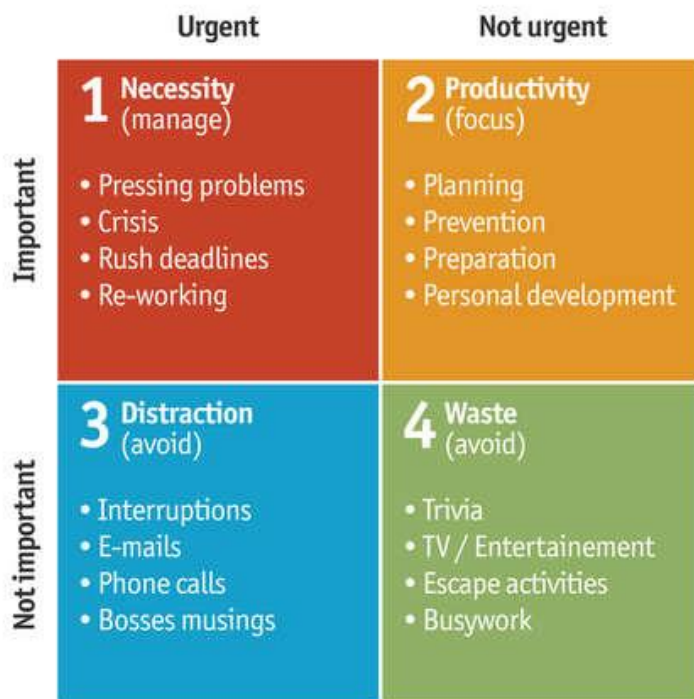 Urgent
Not urgent
Important
1 Necessity
(manage)
• Pressing problems
• Crisis
• Rush deadlines
• Re-working
2 Productivity
(focus)
• Planning
• Prevention
• Preparation
• Personal development
Not important
3 Distraction
(avoid)
• Interruptions
• E-mails
• Phone calls
• Bosses musings
4 Waste
(avoid)
• Trivia
• TV / Entertainement
• Escape activities
• Busywork